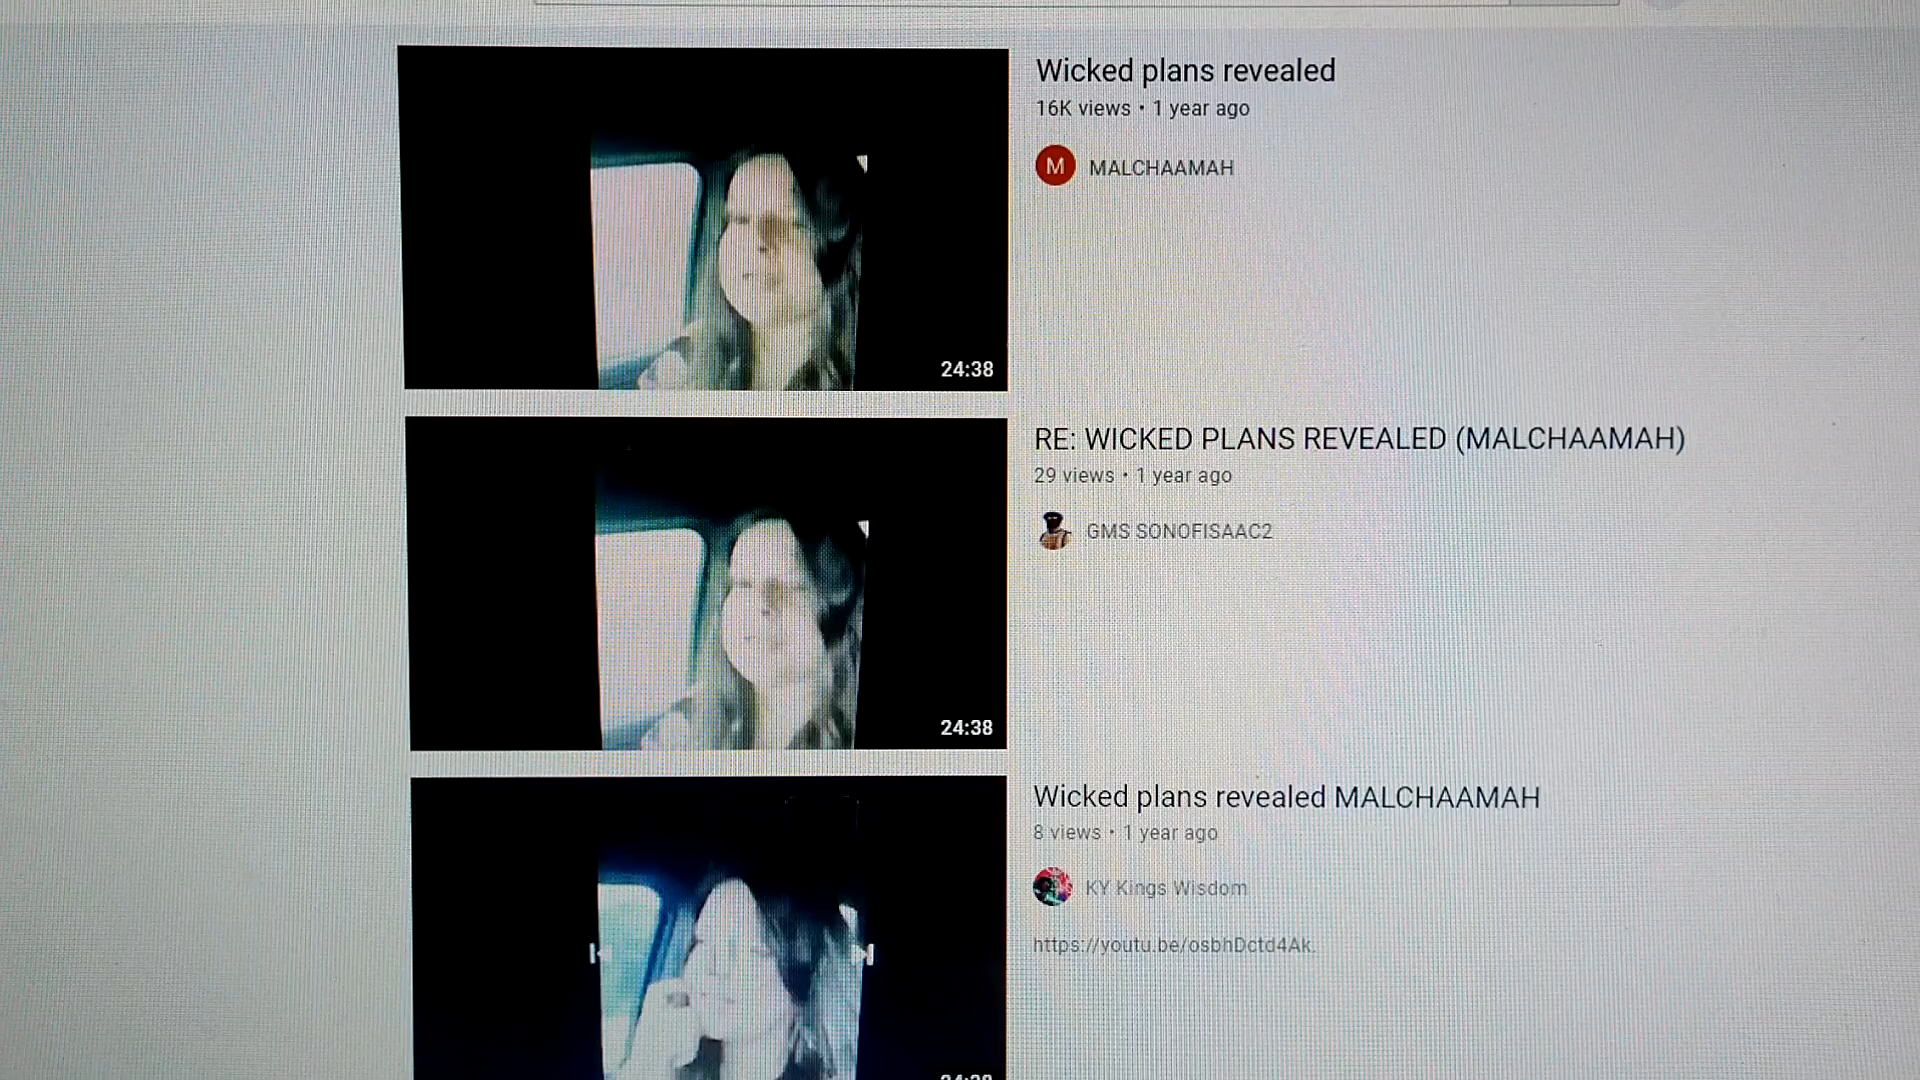 24:38
Wicked plans revealed
16K views • 1 year ago
M
MALCHAAMAH
24:38
RE: WICKED PLANS REVEALED (MALCHAAMAH)
29 views • 1 year ago
GMS SONOFISAAC2
Wicked plans revealed MALCHAAMAH
8 views • 1 year ago
KY Kings Wisdom
https://youtu.be/osbhDctd4Ak.